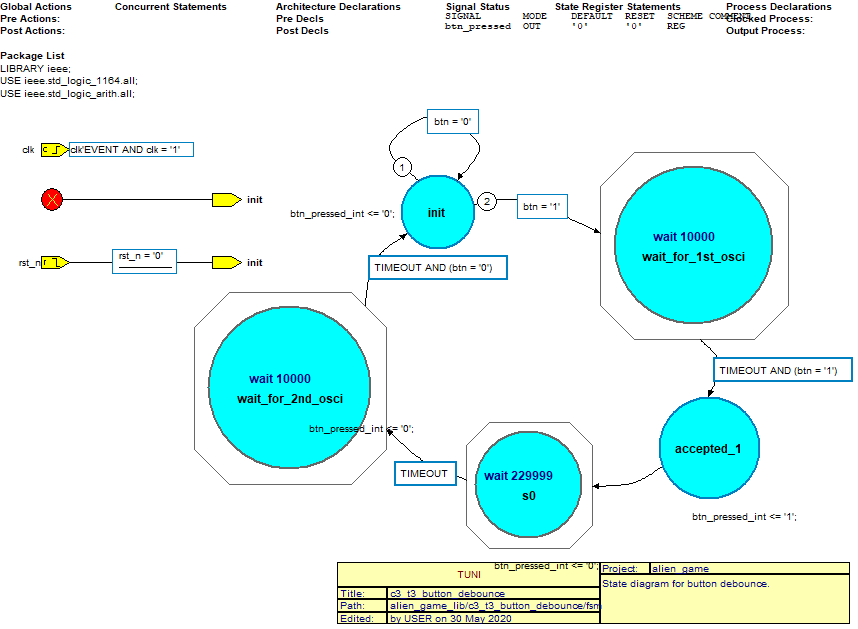 Global Actions
Pre Actions:
Post Actions:
Concurrent Statements
Architecture Declarations
Pre Decls
Post Decls
Signal Status
SIGNAL MODE DEFAULT RESET SCHEME COMMENT
btn_pressed OUT '0' '0' REG
State Register Statements
Process Declarations
Clocked Process:
Output Process:
Package List
LIBRARY ieee;
USE ieee.std_logic_1164.all;
USE ieee.std_logic_arith.all;
clk
c
clk'EVENT AND clk = '1'
init
rst_n
r
rst_n = '0'
init
btn = '0'
1
init
2
btn_pressed_int <= '0';
btn = '1'
wait 10000
wait_for_1st_osci
TIMEOUT AND (btn = '0')
TIMEOUT AND (btn = '1')
wait 10000
wait_for_2nd_osci
btn_pressed_int <= '0';
accepted_1
btn_pressed_int <= '1';
TIMEOUT
wait 229999
s0
btn_pressed_int <= '0';
TUNI
Project: alien_game
State diagram for button debounce.
Title: c3_t3_button_debounce
Path: alien_game_lib/c3_t3_button_debounce/fsm
Edited: by USER on 30 May 2020